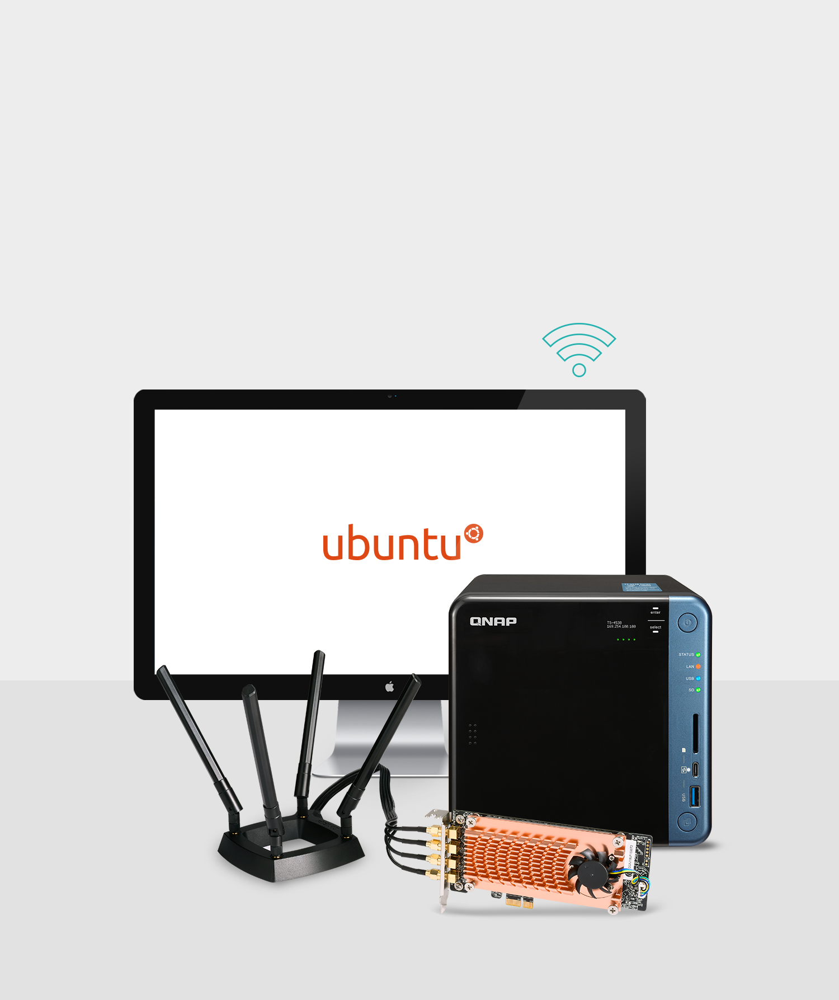 ubuntu
QNAP
TS-453B
169.254.100.100
enter
select
STATUS
LAN
USB
SD
USB